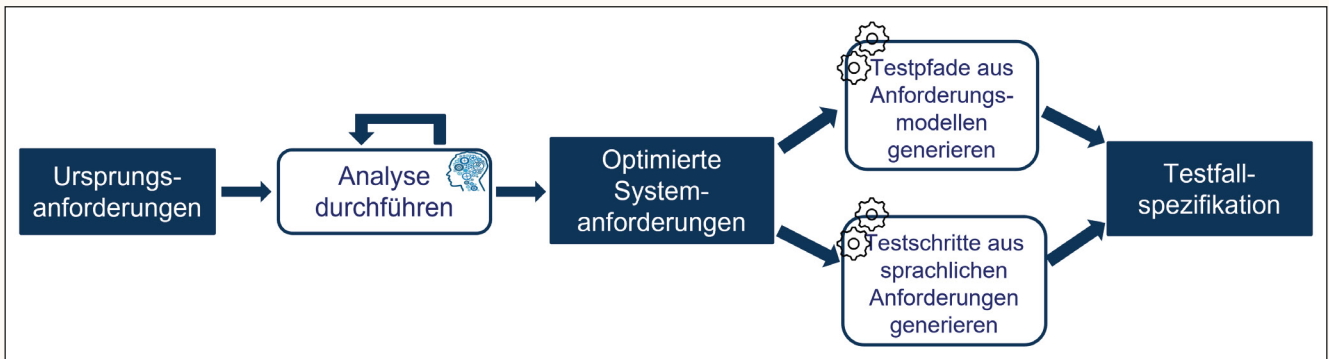 Ursprungs-
anforderungen
Analyse
durchführen
Optimierte
System-
anforderungen
Testpfade aus
Anforderungs-
modellen
generieren
Testschritte aus
sprachlichen
Anforderungen
generieren
Testfall-
spezifikation